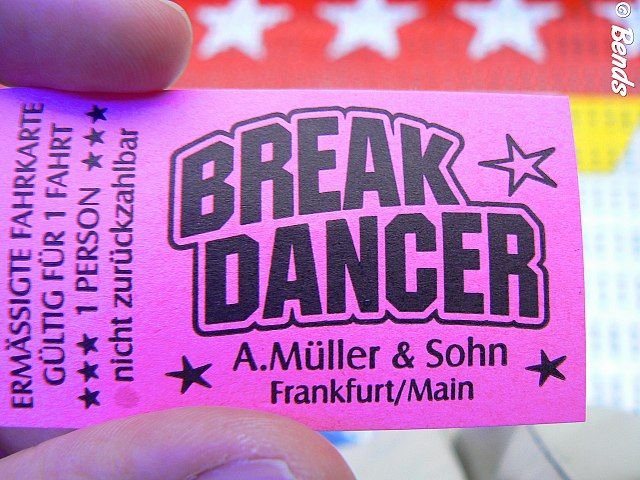 ERMÄSSIGTE FAHRKARTE
GÜLTIG FÜR 1 FAHRT
★★★ 1 PERSON ★★★
nicht zurückzahlbar
BREAK
DANCER
A.Müller & Sohn
Frankfurt/Main
© Bends